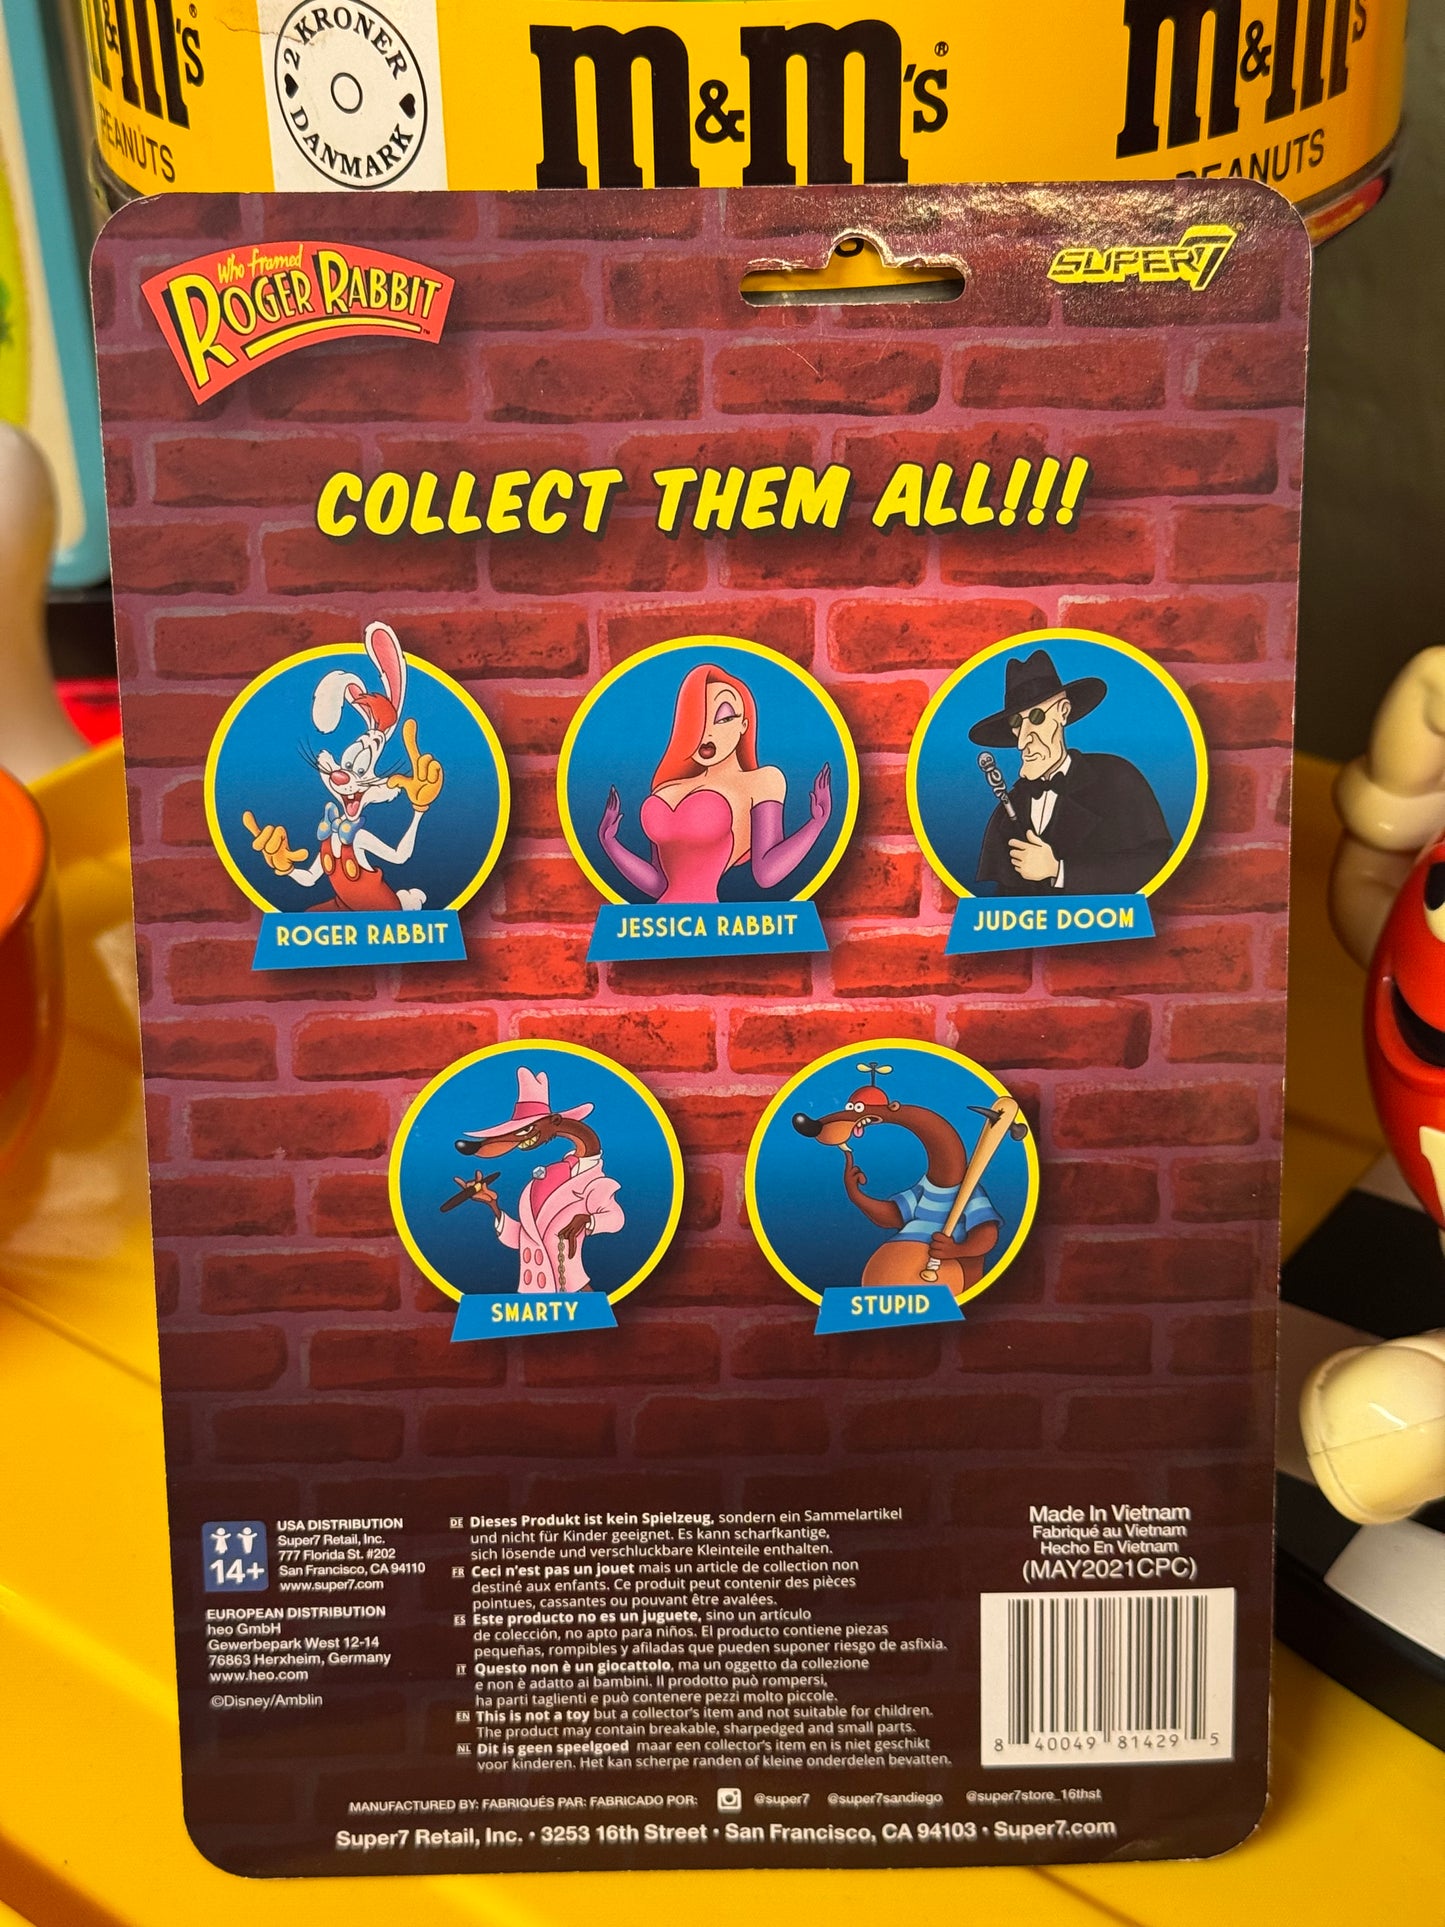 m&m's
PEANUTS
2 KRONER
DANMARK
m&m's®
m&m's
PEANUTS
Who Framed
ROGER RABBIT™
SUPER7
COLLECT THEM ALL!!!
ROGER RABBIT
JESSICA RABBIT
JUDGE DOOM
SMARTY
STUPID
14+
USA DISTRIBUTION
Super7 Retail, Inc.
777 Florida St. #202
San Francisco, CA 94110
www.super7.com
EUROPEAN DISTRIBUTION
heo GmbH
Gewerbepark West 12-14
76863 Herxheim, Germany
www.heo.com
©Disney/Amblin
DE Dieses Produkt ist kein Spielzeug, sondern ein Sammelartikel
und nicht für Kinder geeignet. Es kann scharfkantige,
sich lösende und verschluckbare Kleinteile enthalten.
FR Ceci n'est pas un jouet mais un article de collection non
destiné aux enfants. Ce produit peut contenir des pièces
pointues, cassantes ou pouvant être avalées.
ES Este producto no es un juguete, sino un artículo
de colección, no apto para niños. El producto contiene piezas
pequeñas, rompibles y afiladas que pueden suponer riesgo de asfixia.
IT Questo non è un giocattolo, ma un oggetto da collezione
e non è adatto ai bambini. Il prodotto può rompersi,
ha parti taglienti e può contenere pezzi molto piccole.
EN This is not a toy but a collector's item and not suitable for children.
The product may contain breakable, sharpedged and small parts.
NL Dit is geen speelgoed maar een collector's item en is niet geschikt
voor kinderen. Het kan scherpe randen of kleine onderdelen bevatten.
Made In Vietnam
Fabriqué au Vietnam
Hecho En Vietnam
(MAY2021CPC)
8 40049 81429 5
MANUFACTURED BY: FABRIQUÉS PAR: FABRICADO POR: @super7 @super7sandiego @super7store_16thst
Super7 Retail, Inc. • 3253 16th Street • San Francisco, CA 94103 • Super7.com